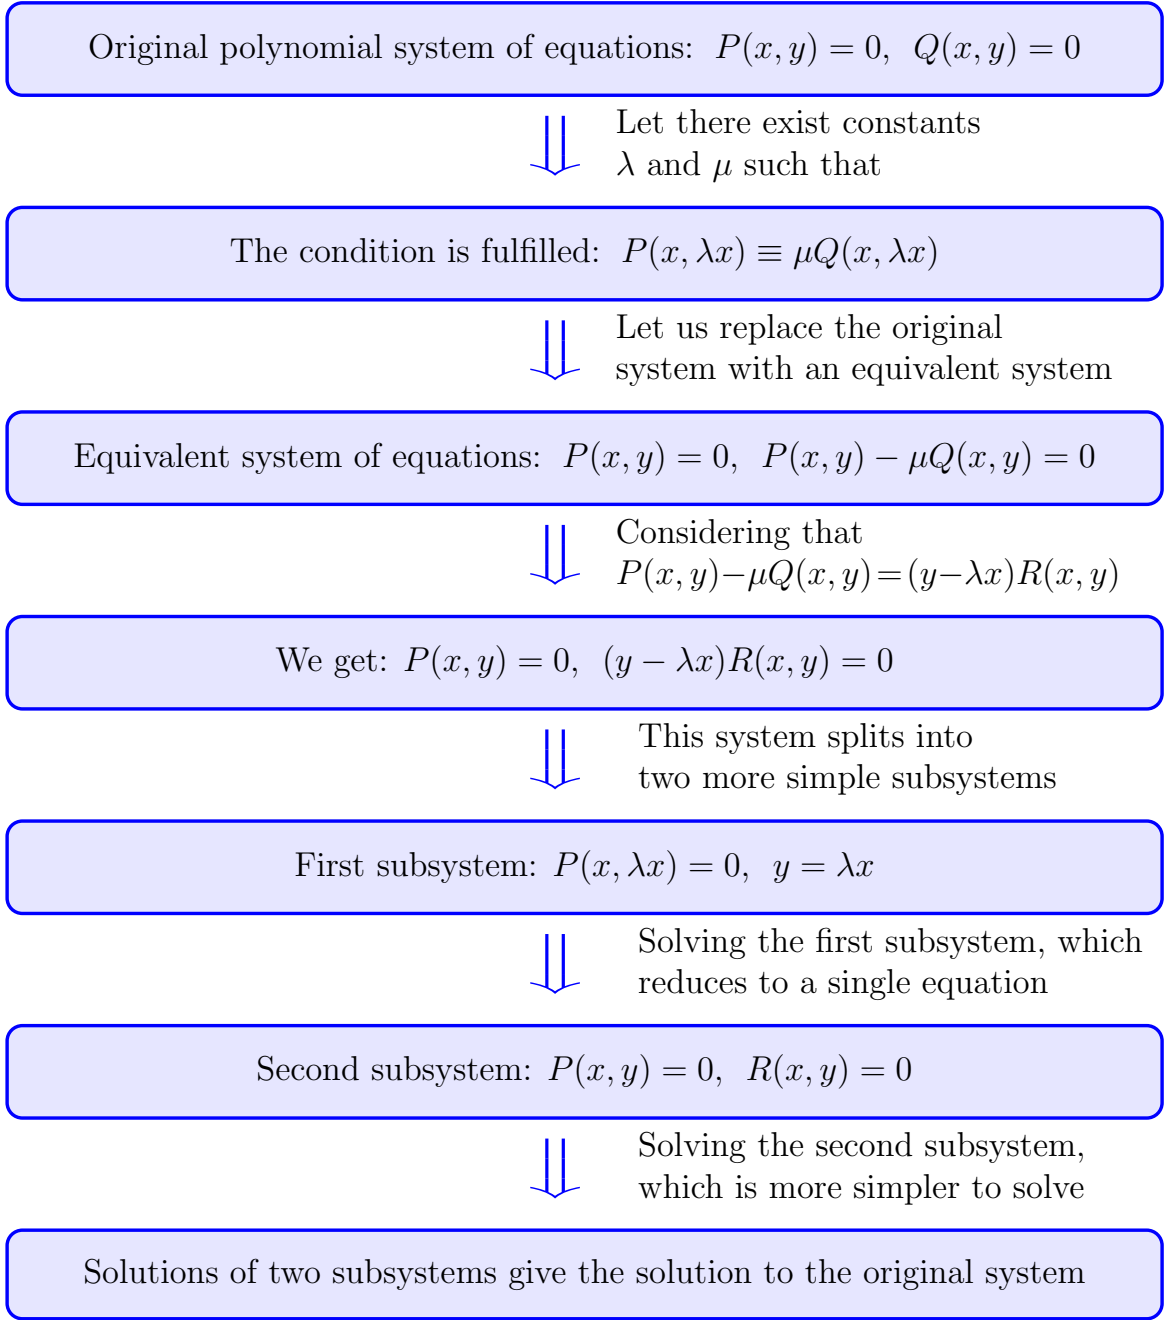 Original polynomial system of equations: P(x, y) = 0, Q(x, y) = 0
Let there exist constants
λ and μ such that
The condition is fulfilled: P(x, λx) ≡ μQ(x, λx)
Let us replace the original
system with an equivalent system
Equivalent system of equations: P(x, y) = 0, P(x, y) − μQ(x, y) = 0
Considering that
P(x, y)−μQ(x, y)=(y−λx)R(x, y)
We get: P(x, y) = 0, (y − λx)R(x, y) = 0
This system splits into
two more simple subsystems
First subsystem: P(x, λx) = 0, y = λx
Solving the first subsystem, which
reduces to a single equation
Second subsystem: P(x, y) = 0, R(x, y) = 0
Solving the second subsystem,
which is more simpler to solve
Solutions of two subsystems give the solution to the original system